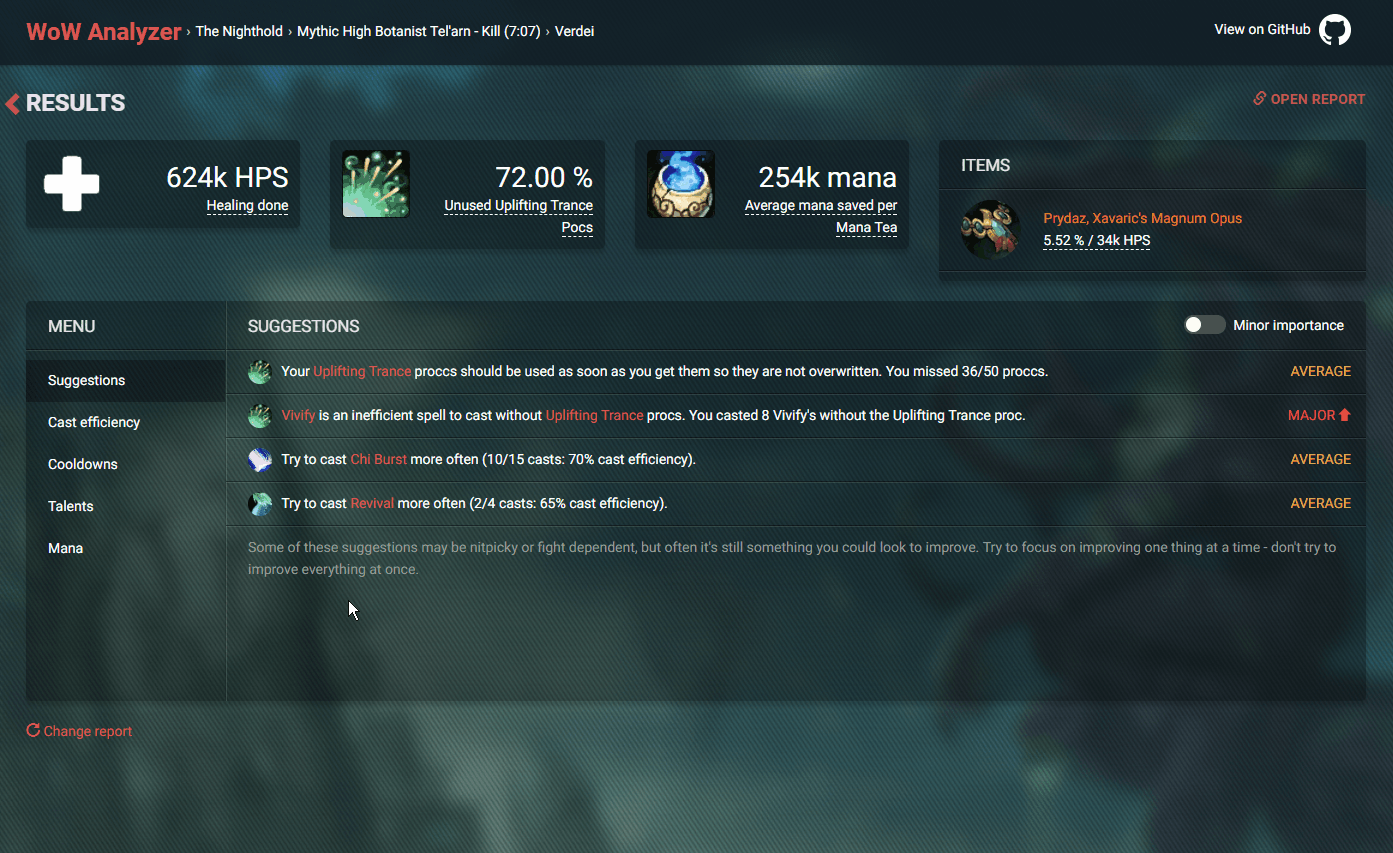 WoW Analyzer › The Nighthold › Mythic High Botanist Tel'arn - Kill (7:07) › Verdei
View on GitHub
RESULTS
OPEN REPORT
624k HPS
Healing done
72.00 %
Unused Uplifting Trance
Pocs
254k mana
Average mana saved per
Mana Tea
ITEMS
Prydaz, Xavaric's Magnum Opus
5.52 % / 34k HPS
MENU
Suggestions
Cast efficiency
Cooldowns
Talents
Mana
SUGGESTIONS
Minor importance
Your Uplifting Trance proccs should be used as soon as you get them so they are not overwritten. You missed 36/50 proccs.
AVERAGE
Vivify is an inefficient spell to cast without Uplifting Trance procs. You casted 8 Vivify's without the Uplifting Trance proc.
MAJOR
Try to cast Chi Burst more often (10/15 casts: 70% cast efficiency).
AVERAGE
Try to cast Revival more often (2/4 casts: 65% cast efficiency).
AVERAGE
Some of these suggestions may be nitpicky or fight dependent, but often it's still something you could look to improve. Try to focus on improving one thing at a time - don't try to
improve everything at once.
Change report